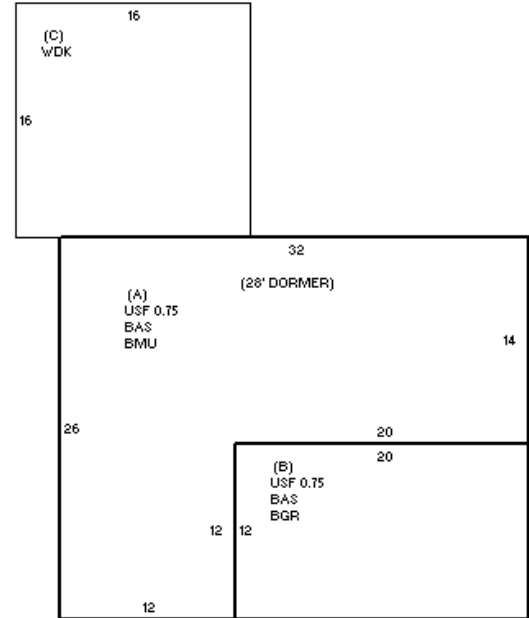 16
(C)
WDK
16
32
(28' DORMER)
(A)
USF 0.75
BAS
BMU
14
26
20
20
(B)
USF 0.75
BAS
BGR
12
12
12